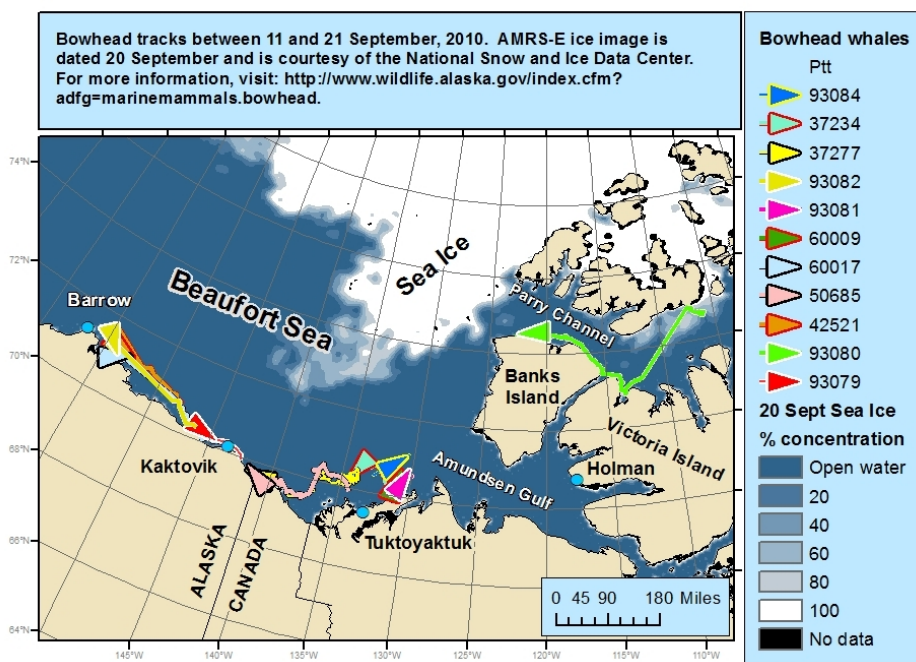 Bowhead tracks between 11 and 21 September, 2010. AMRS-E ice image is
dated 20 September and is courtesy of the National Snow and Ice Data Center.
For more information, visit: http://www.wildlife.alaska.gov/index.cfm?
adfg=marinemammals.bowhead.
74°N
72°N
70°N
68°N
66°N
64°N
Barrow
Beaufort Sea
Sea Ice
Parry Channel
Banks
Island
Victoria Island
Kaktovik
Amundsen Gulf
Holman
Tuktoyaktuk
ALASKA
CANADA
0 45 90 180 Miles
145°W
140°W
135°W
130°W
120°W
115°W
110°W
Bowhead whales
Ptt
93084
37234
37277
93082
93081
60009
60017
50685
42521
93080
93079
20 Sept Sea Ice
% concentration
Open water
20
40
60
80
100
No data